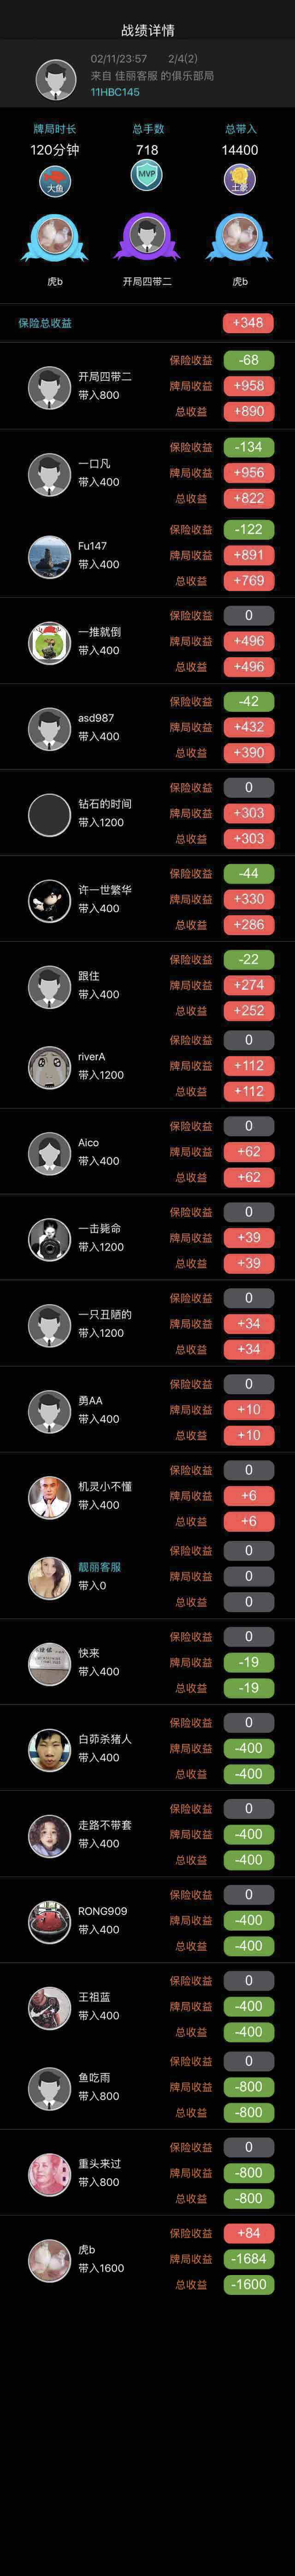 战绩详情
02/11/23:57 2/4(2)
来自 佳丽客服 的俱乐部局
11HBC145
牌局时长 总手数 总带入
120分钟 718 14400
大鱼 MVP 土豪
虎b 开局四带二 虎b
保险总收益 +348
保险收益 -68
开局四带二
牌局收益 +958
带入800
总收益 +890
保险收益 -134
一口凡
牌局收益 +956
带入400
总收益 +822
保险收益 -122
Fu147
牌局收益 +891
带入400
总收益 +769
保险收益 0
一推就倒
牌局收益 +496
带入400
总收益 +496
保险收益 -42
asd987
牌局收益 +432
带入400
总收益 +390
保险收益 0
钻石的时间
牌局收益 +303
带入1200
总收益 +303
保险收益 -44
许一世繁华
牌局收益 +330
带入400
总收益 +286
保险收益 -22
跟住
牌局收益 +274
带入400
总收益 +252
保险收益 0
riverA
牌局收益 +112
带入1200
总收益 +112
保险收益 0
Aico
牌局收益 +62
带入400
总收益 +62
保险收益 0
一击毙命
牌局收益 +39
带入1200
总收益 +39
保险收益 0
一只丑陋的
牌局收益 +34
带入1200
总收益 +34
保险收益 0
勇AA
牌局收益 +10
带入400
总收益 +10
保险收益 0
机灵小不懂
牌局收益 +6
带入400
总收益 +6
保险收益 0
靓丽客服
牌局收益 0
带入0
总收益 0
保险收益 0
快来
牌局收益 -19
带入400
总收益 -19
保险收益 0
白茆杀猪人
牌局收益 -400
带入400
总收益 -400
保险收益 0
走路不带套
牌局收益 -400
带入400
总收益 -400
保险收益 0
RONG909
牌局收益 -400
带入400
总收益 -400
保险收益 0
王祖蓝
牌局收益 -400
带入400
总收益 -400
保险收益 0
鱼吃雨
牌局收益 -800
带入800
总收益 -800
保险收益 0
重头来过
牌局收益 -800
带入800
总收益 -800
保险收益 +84
虎b
牌局收益 -1684
带入1600
总收益 -1600